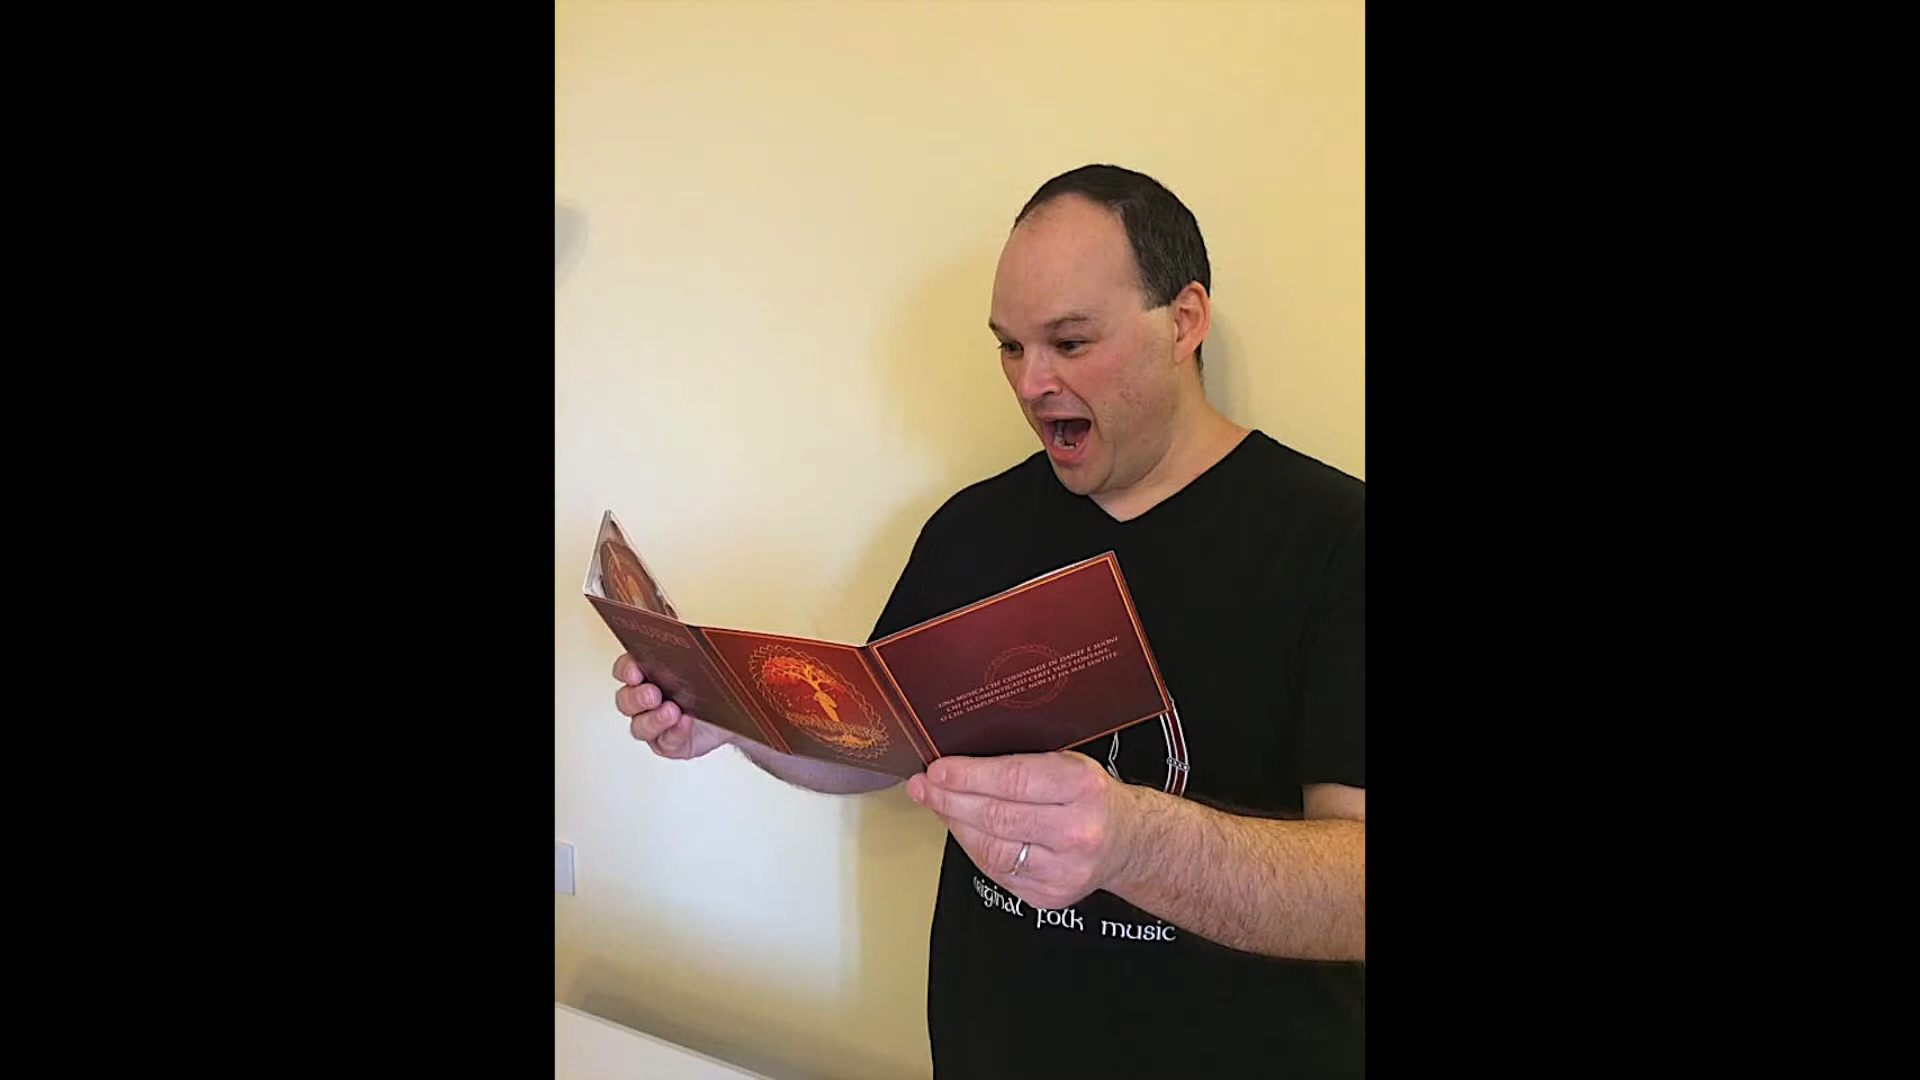 UNA MUSICA CHE COINVOLGE IN DANZE E SUONI
CHI HA DIMENTICATO CERTE VOCI LONTANE,
O CHE SEMPLICEMENTE, NON LE HA MAI SENTITE
original folk music